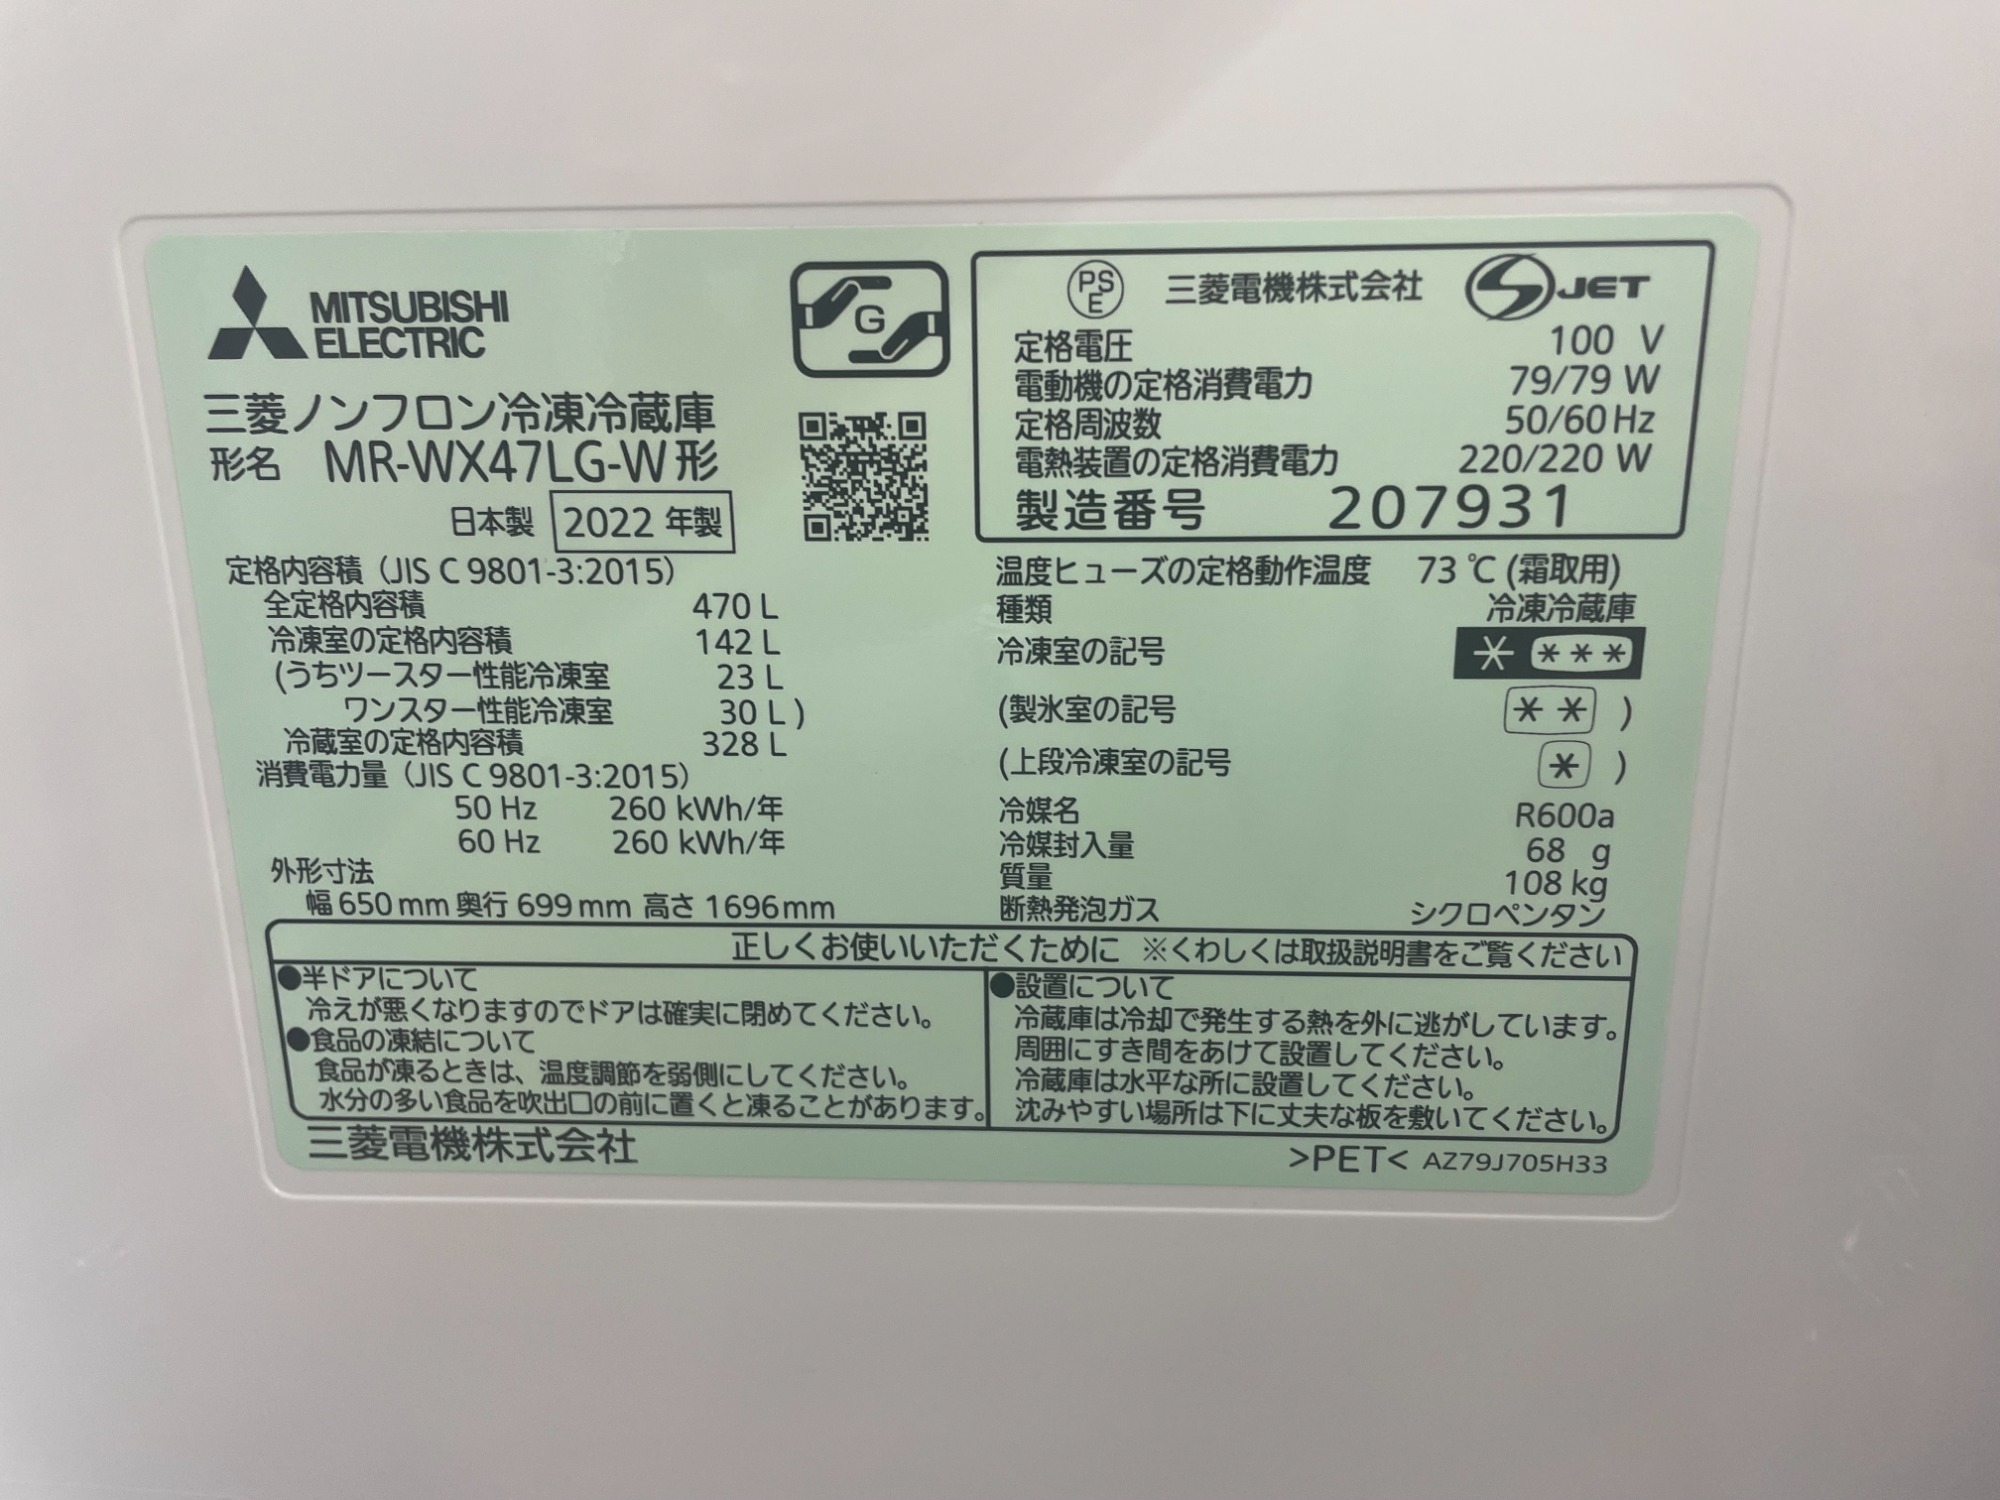 MITSUBISHI
ELECTRIC
G
三菱ノンフロン冷凍冷蔵庫
形名 MR-WX47LG-W形
日本製 2022 年製
定格内容積（JIS C 9801-3:2015）
全定格内容積 470 L
冷凍室の定格内容積 142 L
(うちツースター性能冷凍室 23 L
ワンスター性能冷凍室 30 L )
冷蔵室の定格内容積 328 L
消費電力量（JIS C 9801-3:2015）
50 Hz 260 kWh/年
60 Hz 260 kWh/年
外形寸法
幅 650 mm 奥行 699 mm 高さ 1696 mm
PSE 三菱電機株式会社 JET
定格電圧 100 V
電動機の定格消費電力 79/79 W
定格周波数 50/60 Hz
電熱装置の定格消費電力 220/220 W
製造番号 207931
温度ヒューズの定格動作温度 73 ℃ (霜取用)
種類 冷凍冷蔵庫
冷凍室の記号 * ***
(製氷室の記号 ** )
(上段冷凍室の記号 * )
冷媒名 R600a
冷媒封入量 68 g
質量 108 kg
断熱発泡ガス シクロペンタン
正しくお使いいただくために ※くわしくは取扱説明書をご覧ください
●半ドアについて
冷えが悪くなりますのでドアは確実に閉めてください。
●食品の凍結について
食品が凍るときは、温度調節を弱側にしてください。
水分の多い食品を吹出口の前に置くと凍ることがあります。
●設置について
冷蔵庫は冷却で発生する熱を外に逃がしています。
周囲にすき間をあけて設置してください。
冷蔵庫は水平な所に設置してください。
沈みやすい場所は下に丈夫な板を敷いてください。
三菱電機株式会社
>PET< AZ79J705H33